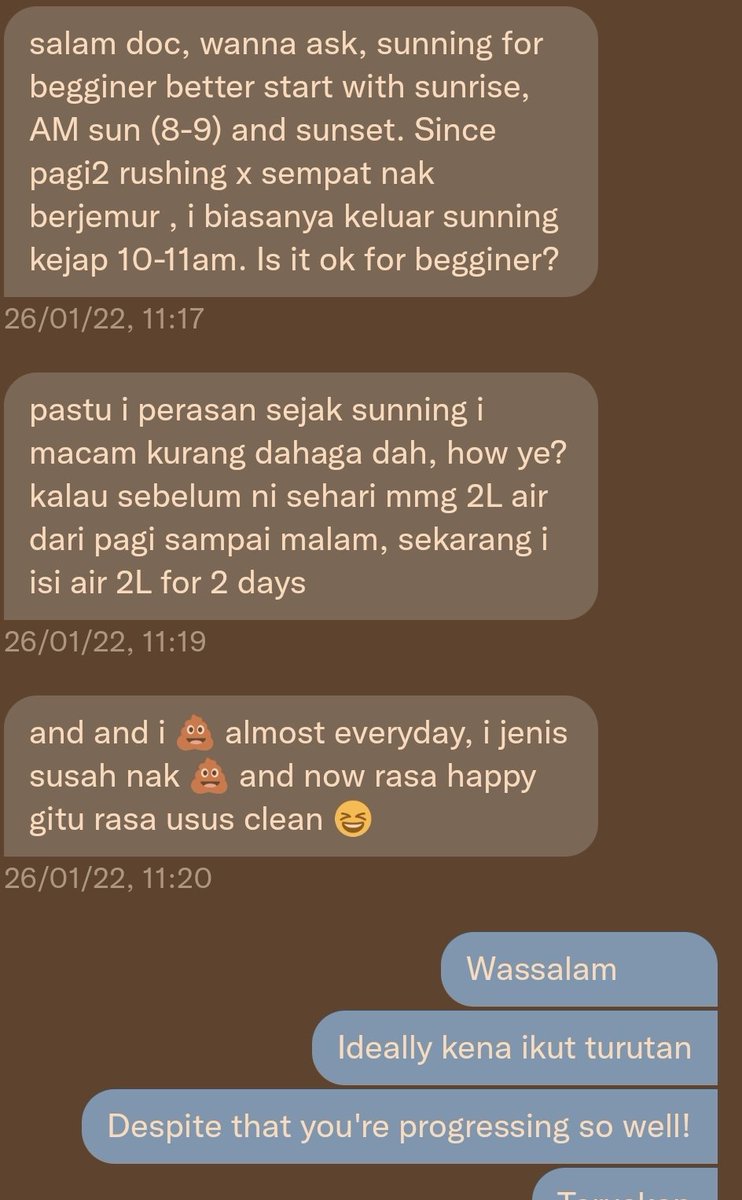 salam doc, wanna ask, sunning for
begginer better start with sunrise,
AM sun (8-9) and sunset. Since
pagi2 rushing x sempat nak
berjemur , i biasanya keluar sunning
kejap 10-11am. Is it ok for begginer?
26/01/22, 11:17
pastu i perasan sejak sunning i
macam kurang dahaga dah, how ye?
kalau sebelum ni sehari mmg 2L air
dari pagi sampai malam, sekarang i
isi air 2L for 2 days
26/01/22, 11:19
and and i 💩 almost everyday, i jenis
susah nak 💩 and now rasa happy
gitu rasa usus clean 😆
26/01/22, 11:20
Wassalam
Ideally kena ikut turutan
Despite that you're progressing so well!